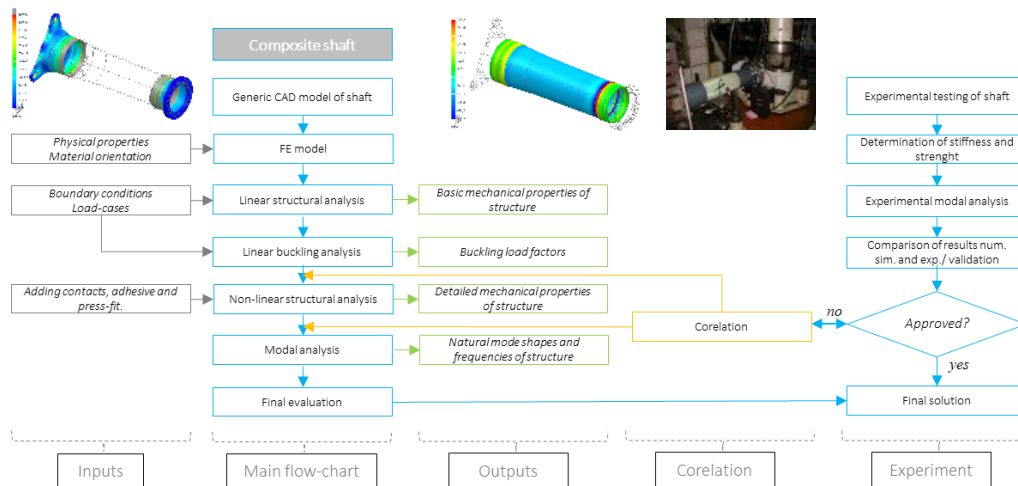 Composite shaft
Generic CAD model of shaft
Experimental testing of shaft
Physical properties
Material orientation
FE model
Determination of stiffness and
strenght
Boundary conditions
Load-cases
Linear structural analysis
Basic mechanical properties of
structure
Experimental modal analysis
Linear buckling analysis
Buckling load factors
Comparison of results num.
sim. and exp./ validation
Adding contacts, adhesive and
press-fit.
Non-linear structural analysis
Detailed mechanical properties
of structure
Corelation
no
Approved?
Modal analysis
Natural mode shapes and
frequencies of structure
yes
Final evaluation
Final solution
Inputs
Main flow-chart
Outputs
Corelation
Experiment